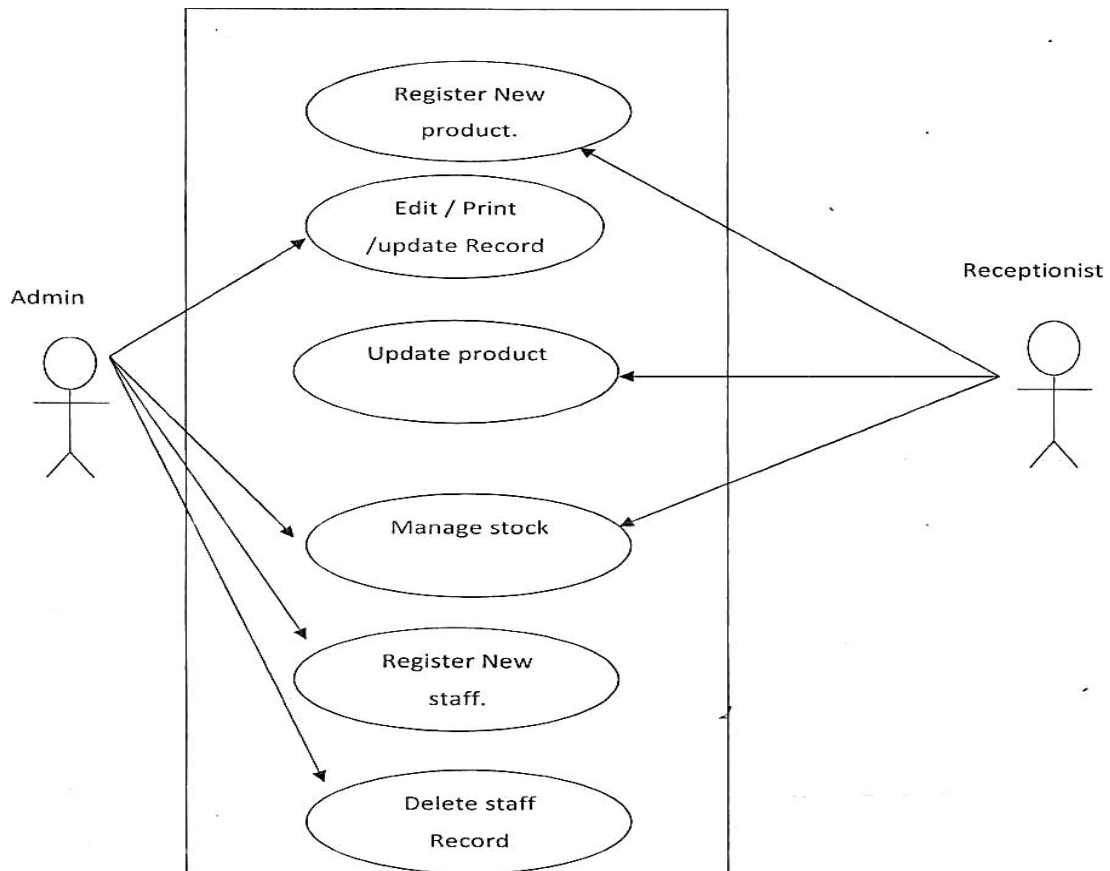 Register New
product.
Edit / Print
/update Record
Admin
Receptionist
Update product
Manage stock
Register New
staff.
Delete staff
Record